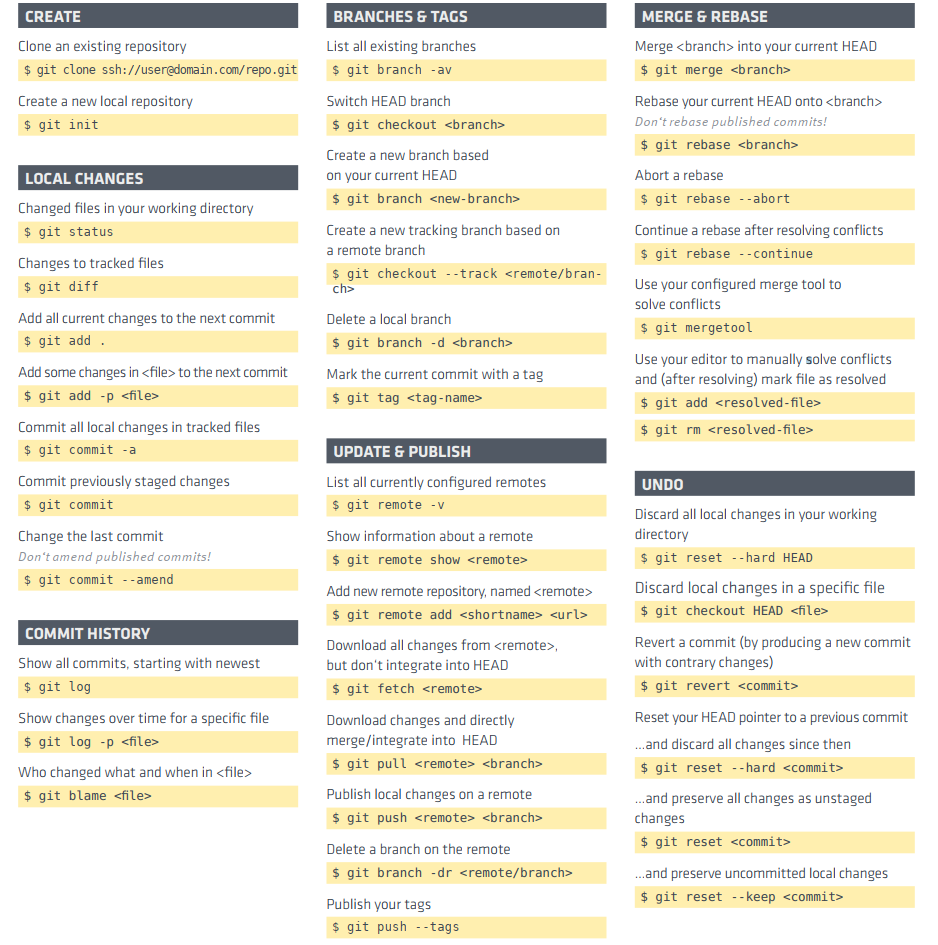 CREATE
Clone an existing repository
$ git clone ssh://user@domain.com/repo.git
Create a new local repository
$ git init
LOCAL CHANGES
Changed files in your working directory
$ git status
Changes to tracked files
$ git diff
Add all current changes to the next commit
$ git add .
Add some changes in <file> to the next commit
$ git add -p <file>
Commit all local changes in tracked files
$ git commit -a
Commit previously staged changes
$ git commit
Change the last commit
Don't amend published commits!
$ git commit --amend
COMMIT HISTORY
Show all commits, starting with newest
$ git log
Show changes over time for a specific file
$ git log -p <file>
Who changed what and when in <file>
$ git blame <file>
BRANCHES & TAGS
List all existing branches
$ git branch -av
Switch HEAD branch
$ git checkout <branch>
Create a new branch based
on your current HEAD
$ git branch <new-branch>
Create a new tracking branch based on
a remote branch
$ git checkout --track <remote/bran-
ch>
Delete a local branch
$ git branch -d <branch>
Mark the current commit with a tag
$ git tag <tag-name>
UPDATE & PUBLISH
List all currently configured remotes
$ git remote -v
Show information about a remote
$ git remote show <remote>
Add new remote repository, named <remote>
$ git remote add <shortname> <url>
Download all changes from <remote>,
but don't integrate into HEAD
$ git fetch <remote>
Download changes and directly
merge/integrate into HEAD
$ git pull <remote> <branch>
Publish local changes on a remote
$ git push <remote> <branch>
Delete a branch on the remote
$ git branch -dr <remote/branch>
Publish your tags
$ git push --tags
MERGE & REBASE
Merge <branch> into your current HEAD
$ git merge <branch>
Rebase your current HEAD onto <branch>
Don't rebase published commits!
$ git rebase <branch>
Abort a rebase
$ git rebase --abort
Continue a rebase after resolving conflicts
$ git rebase --continue
Use your configured merge tool to
solve conflicts
$ git mergetool
Use your editor to manually solve conflicts
and (after resolving) mark file as resolved
$ git add <resolved-file>
$ git rm <resolved-file>
UNDO
Discard all local changes in your working
directory
$ git reset --hard HEAD
Discard local changes in a specific file
$ git checkout HEAD <file>
Revert a commit (by producing a new commit
with contrary changes)
$ git revert <commit>
Reset your HEAD pointer to a previous commit
...and discard all changes since then
$ git reset --hard <commit>
...and preserve all changes as unstaged
changes
$ git reset <commit>
...and preserve uncommitted local changes
$ git reset --keep <commit>